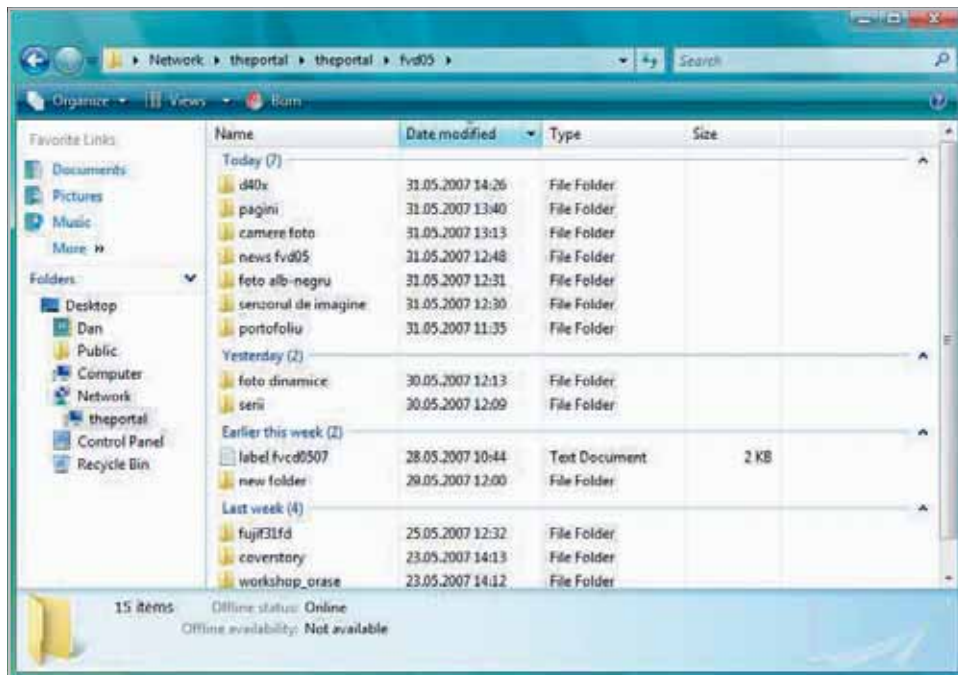 Network ▸ theportal ▸ theportal ▸ fvd05 ▸ Search
Organize Views Burn
Favorite Links
Documents
Pictures
Music
More »
Folders
Desktop
Dan
Public
Computer
Network
theportal
Control Panel
Recycle Bin
Name Date modified Type Size
Today (7)
d40x 31.05.2007 14:26 File Folder
pagini 31.05.2007 13:40 File Folder
camere foto 31.05.2007 13:13 File Folder
news fvd05 31.05.2007 12:48 File Folder
foto alb-negru 31.05.2007 12:31 File Folder
senzorul de imagine 31.05.2007 12:30 File Folder
portofoliu 31.05.2007 11:35 File Folder
Yesterday (2)
foto dinamice 30.05.2007 12:13 File Folder
serii 30.05.2007 12:09 File Folder
Earlier this week (2)
label fvcd0507 28.05.2007 10:44 Text Document 2 KB
new folder 29.05.2007 12:00 File Folder
Last week (4)
fujif31fd 25.05.2007 12:32 File Folder
coverstory 23.05.2007 14:13 File Folder
workshop_orase 23.05.2007 14:12 File Folder
15 items Offline status: Online
Offline availability: Not available